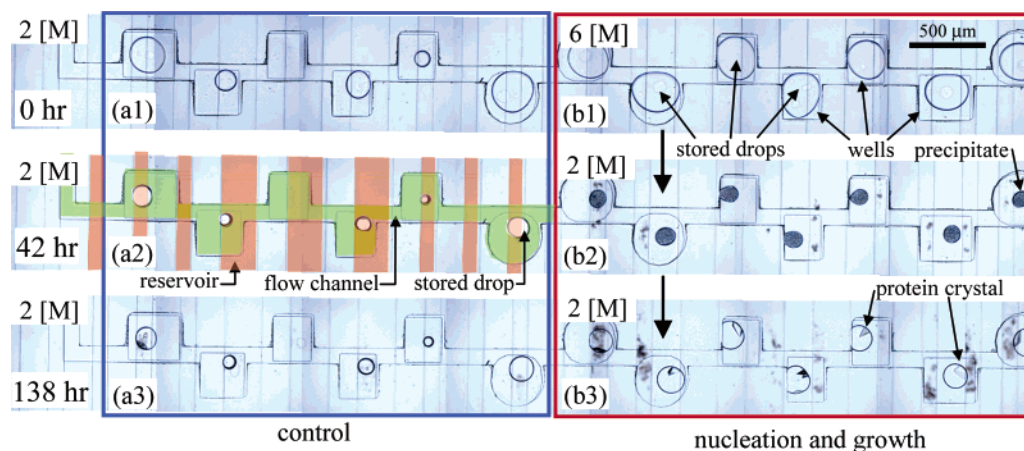 2 [M]
0 hr
(a1)
6 [M]
500 μm
(b1)
stored drops
wells
precipitate
2 [M]
42 hr
(a2)
reservoir
flow channel
stored drop
2 [M]
(b2)
2 [M]
138 hr
(a3)
2 [M]
protein crystal
(b3)
control
nucleation and growth